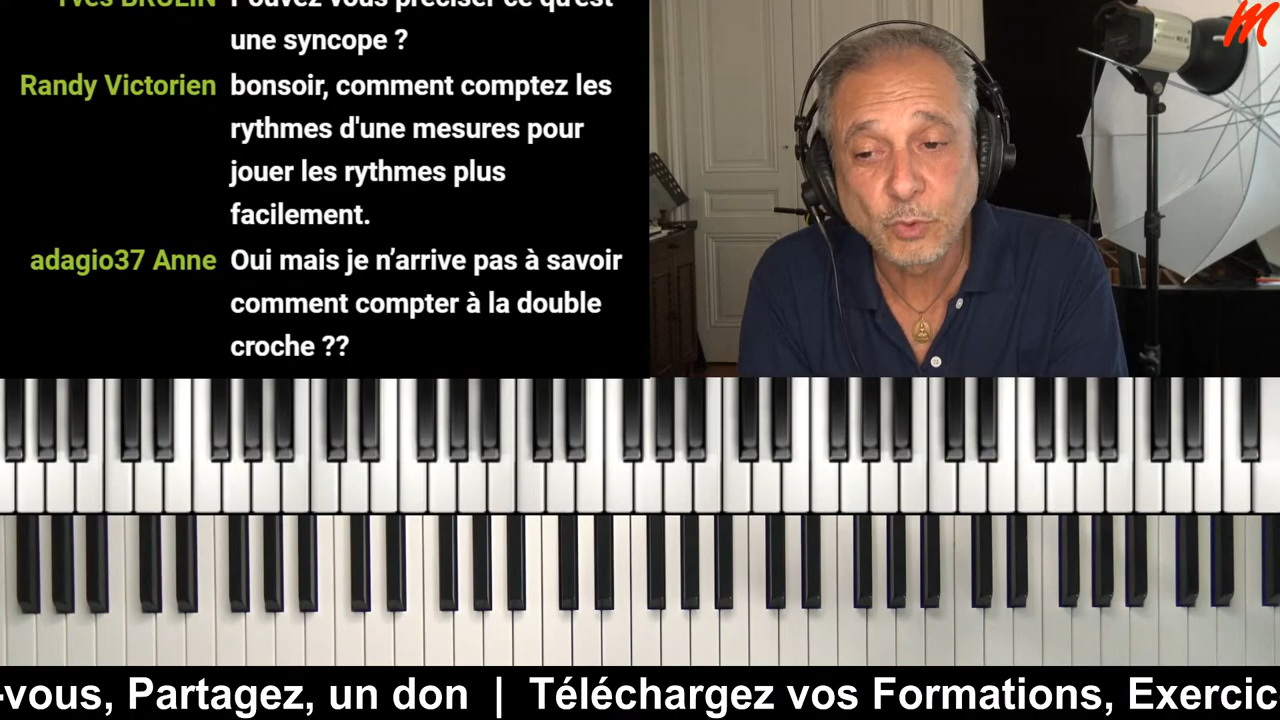 Yves BRUEIN Pouvez vous préciser ce qu'est
une syncope ?
Randy Victorien bonsoir, comment comptez les
rythmes d'une mesures pour
jouer les rythmes plus
facilement.
adagio37 Anne Oui mais je n’arrive pas à savoir
comment compter à la double
croche ??
-vous, Partagez, un don | Téléchargez vos Formations, Exercic